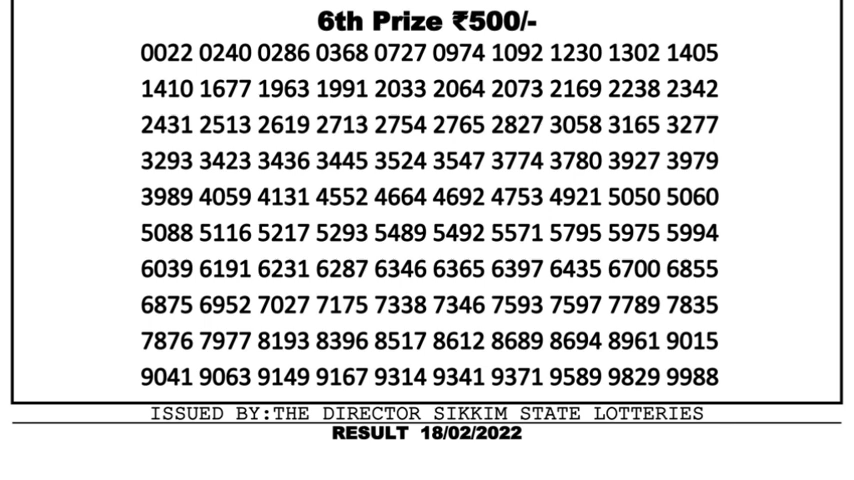 6th Prize ₹500/-
0022 0240 0286 0368 0727 0974 1092 1230 1302 1405
1410 1677 1963 1991 2033 2064 2073 2169 2238 2342
2431 2513 2619 2713 2754 2765 2827 3058 3165 3277
3293 3423 3436 3445 3524 3547 3774 3780 3927 3979
3989 4059 4131 4552 4664 4692 4753 4921 5050 5060
5088 5116 5217 5293 5489 5492 5571 5795 5975 5994
6039 6191 6231 6287 6346 6365 6397 6435 6700 6855
6875 6952 7027 7175 7338 7346 7593 7597 7789 7835
7876 7977 8193 8396 8517 8612 8689 8694 8961 9015
9041 9063 9149 9167 9314 9341 9371 9589 9829 9988
ISSUED BY:THE DIRECTOR SIKKIM STATE LOTTERIES
RESULT 18/02/2022